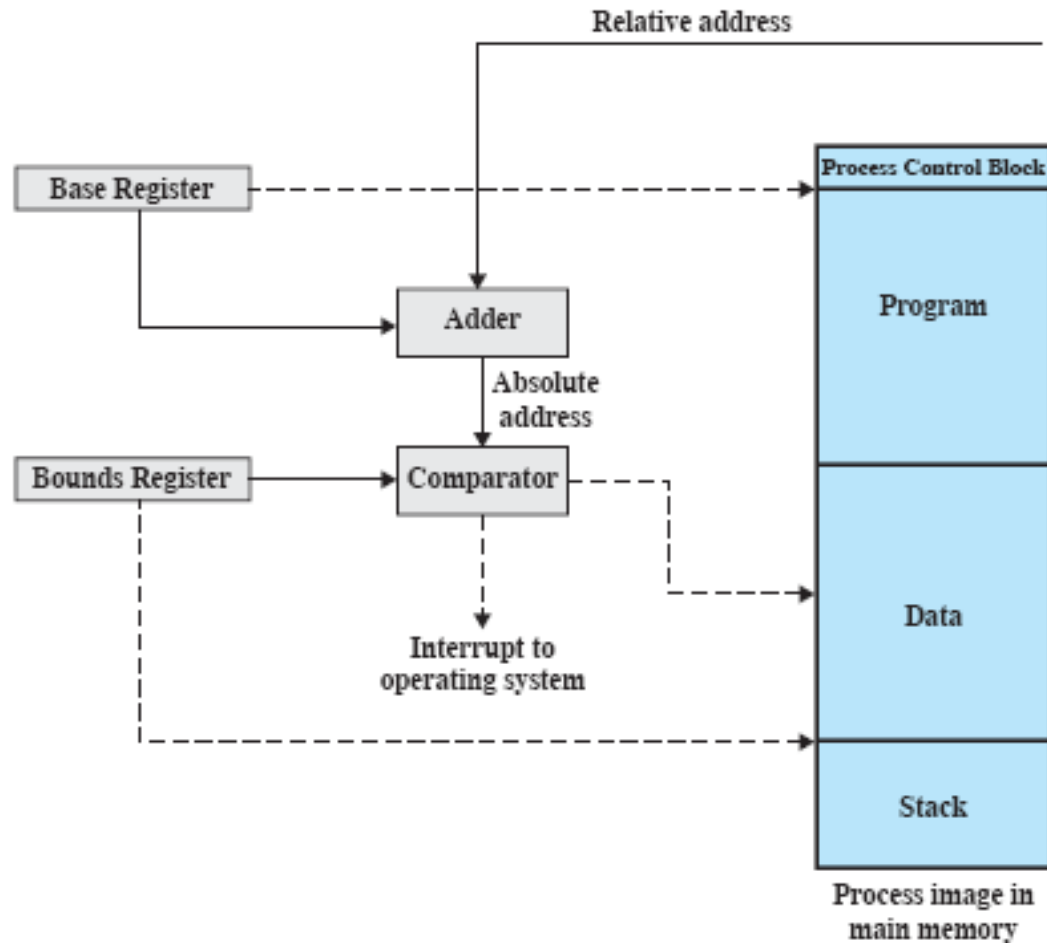 Relative address
Process Control Block
Base Register
Program
Adder
Absolute
address
Bounds Register
Comparator
Data
Interrupt to
operating system
Stack
Process image in
main memory